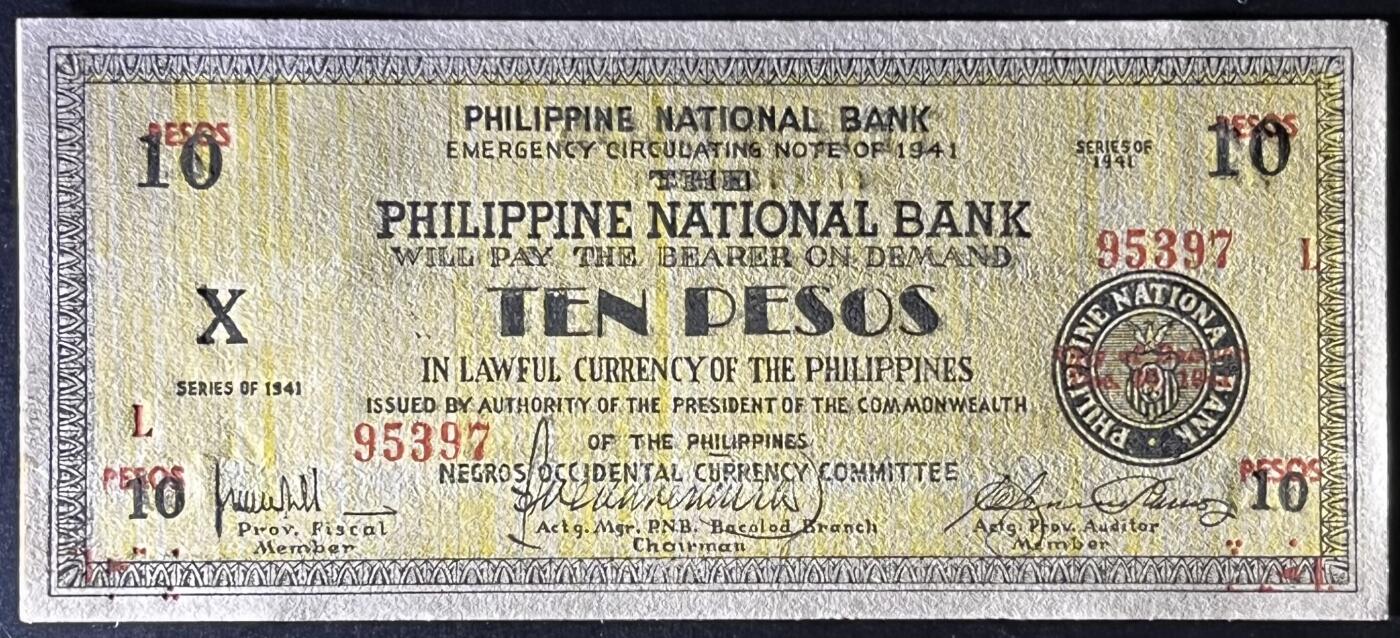 PESOS
10
PHILIPPINE NATIONAL BANK
EMERGENCY CIRCULATING NOTE OF 1941
SERIES OF
1941
PESOS
10
THE
PHILIPPINE NATIONAL BANK
WILL PAY THE BEARER ON DEMAND
95397 L
X
TEN PESOS
PHILIPPINE NATIONAL BANK
IN LAWFUL CURRENCY OF THE PHILIPPINES
SERIES OF 1941
ISSUED BY AUTHORITY OF THE PRESIDENT OF THE COMMONWEALTH
L
95397
OF THE PHILIPPINES
NEGROS OCCIDENTAL CURRENCY COMMITTEE
PESOS
10
PESOS
10
Prov. Fiscal
Member
Actg. Mgr. P.N.B. Bacolod Branch
Chairman
Actg. Prov. Auditor
Member